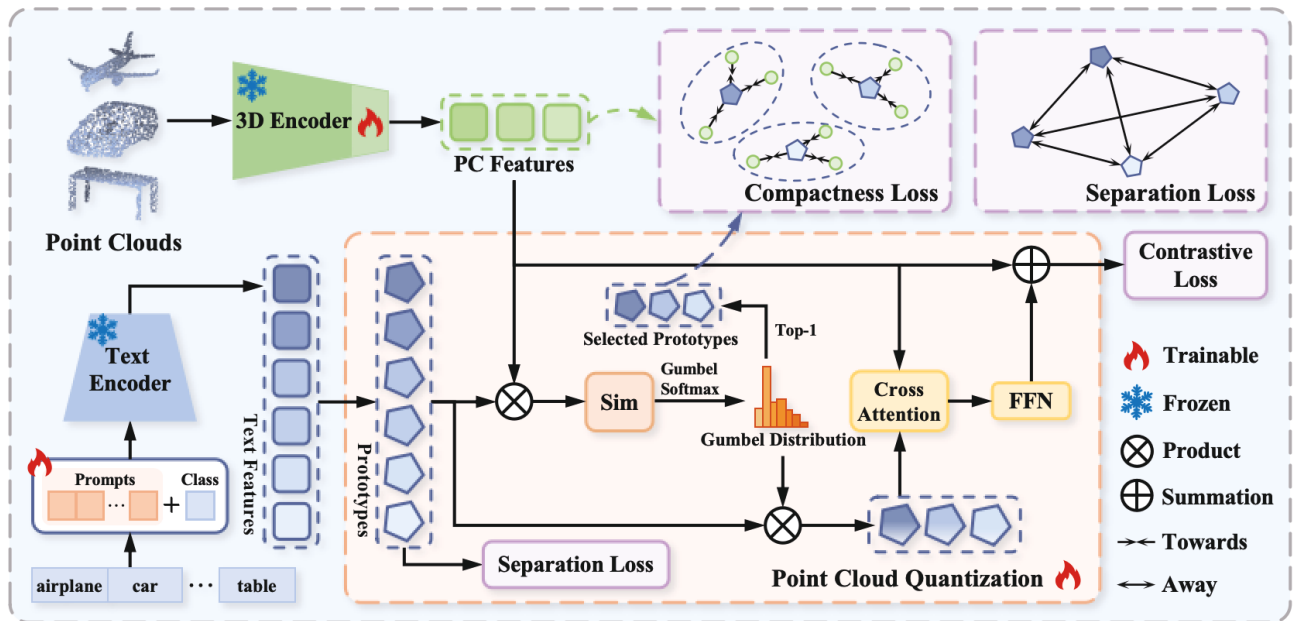 3D Encoder
PC Features
Point Clouds
Compactness Loss
Separation Loss
Contrastive
Loss
Text
Encoder
Text Features
Prototypes
Selected Prototypes
Top-1
Gumbel
Softmax
Sim
Gumbel Distribution
Cross
Attention
FFN
Prompts
Class
...
+
airplane
car
...
table
Separation Loss
Point Cloud Quantization
Trainable
Frozen
Product
Summation
Towards
Away